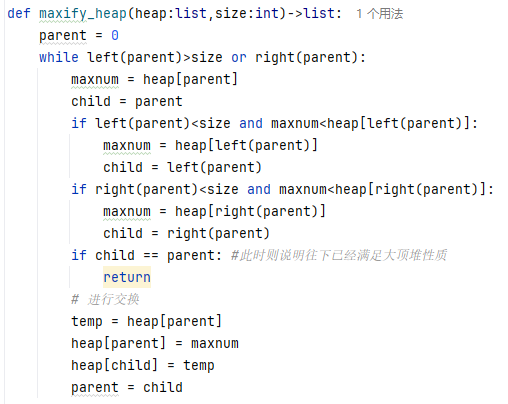 def maxify_heap(heap:list,size:int)->list:  1 个用法
    parent = 0
    while left(parent)>size or right(parent):
        maxnum = heap[parent]
        child = parent
        if left(parent)<size and maxnum<heap[left(parent)]:
            maxnum = heap[left(parent)]
            child = left(parent)
        if right(parent)<size and maxnum<heap[right(parent)]:
            maxnum = heap[right(parent)]
            child = right(parent)
        if child == parent: #此时则说明往下已经满足大顶堆性质
            return
        # 进行交换
        temp = heap[parent]
        heap[parent] = maxnum
        heap[child] = temp
        parent = child